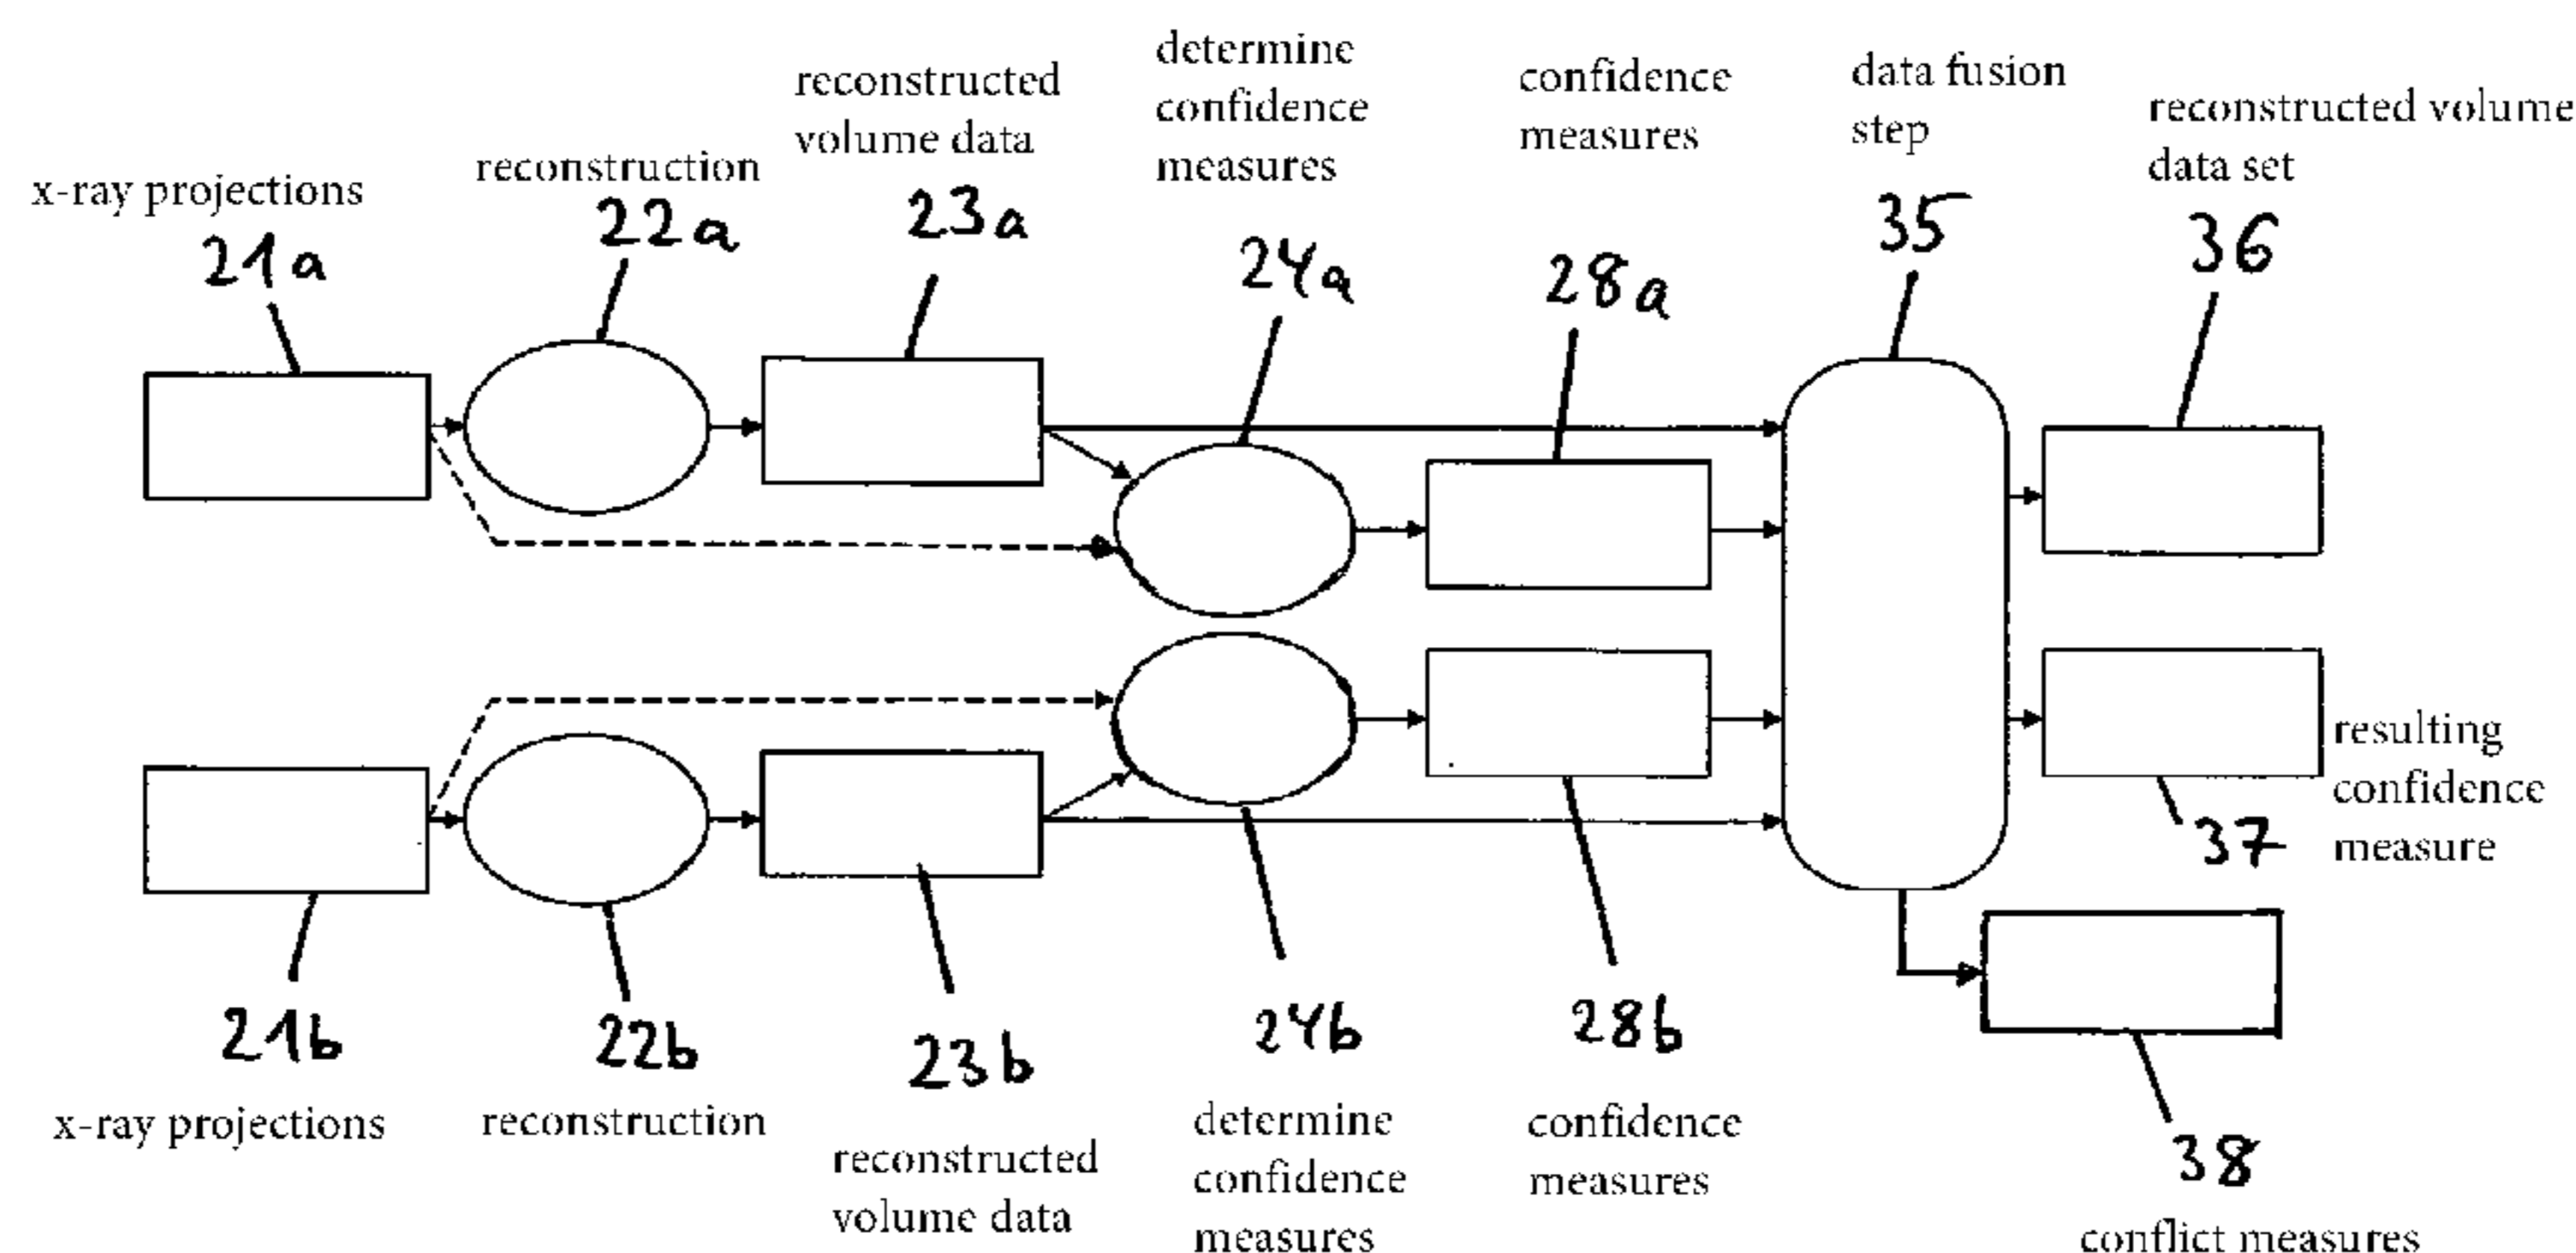 x-ray projections
21a
reconstruction
22a
reconstructed
volume data
23a
determine
confidence
measures
24a
confidence
measures
28a
data fusion
step
35
reconstructed volume
data set
36
resulting
confidence
measure
37
21b
x-ray projections
22b
reconstruction
23b
reconstructed
volume data
24b
determine
confidence
measures
28b
confidence
measures
38
conflict measures